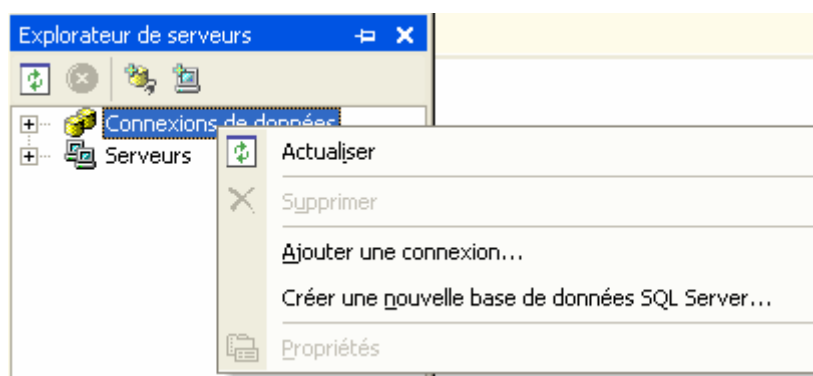 Explorateur de serveurs
Connexions de données
Serveurs
Actualiser
Supprimer
Ajouter une connexion...
Créer une nouvelle base de données SQL Server...
Propriétés